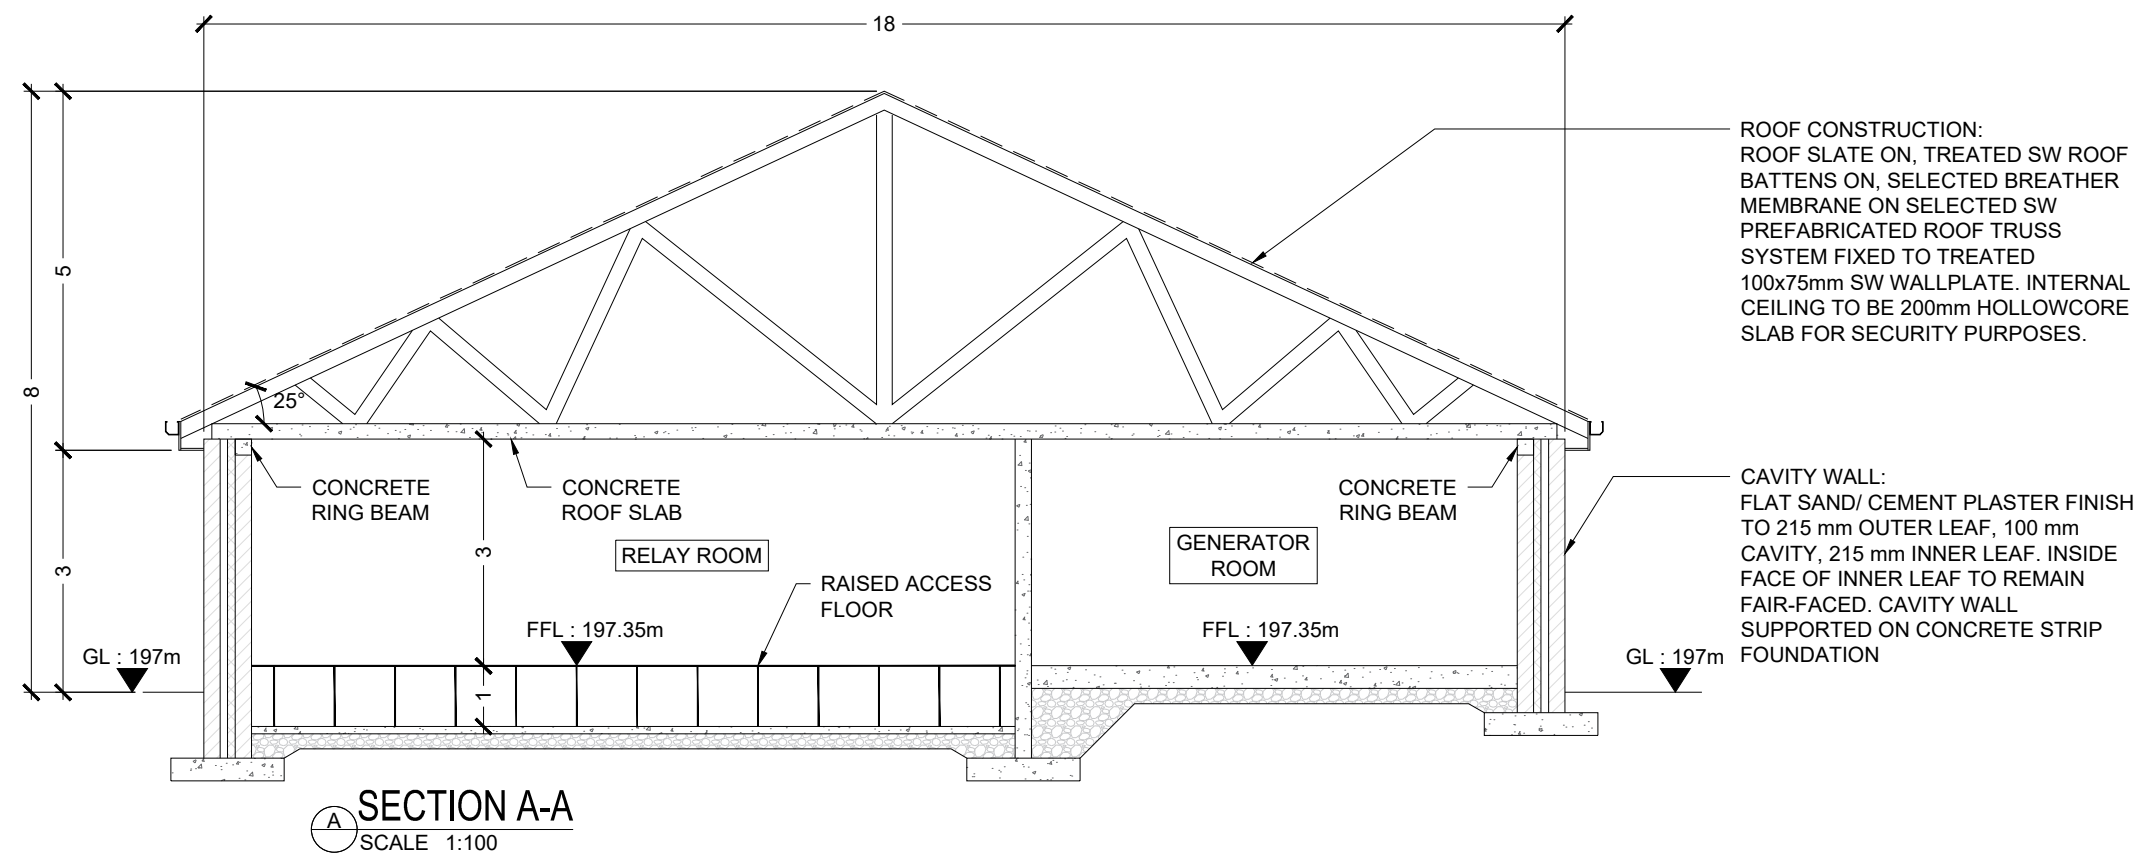 18
8
5
3
25°
ROOF CONSTRUCTION:
ROOF SLATE ON, TREATED SW ROOF
BATTENS ON, SELECTED BREATHER
MEMBRANE ON SELECTED SW
PREFABRICATED ROOF TRUSS
SYSTEM FIXED TO TREATED
100x75mm SW WALLPLATE. INTERNAL
CEILING TO BE 200mm HOLLOWCORE
SLAB FOR SECURITY PURPOSES.
CONCRETE
RING BEAM
CONCRETE
ROOF SLAB
CONCRETE
RING BEAM
CAVITY WALL:
FLAT SAND/ CEMENT PLASTER FINISH
TO 215 mm OUTER LEAF, 100 mm
CAVITY, 215 mm INNER LEAF. INSIDE
FACE OF INNER LEAF TO REMAIN
FAIR-FACED. CAVITY WALL
SUPPORTED ON CONCRETE STRIP
FOUNDATION
3
RELAY ROOM
GENERATOR
ROOM
RAISED ACCESS
FLOOR
FFL : 197.35m
FFL : 197.35m
GL : 197m
GL : 197m
1
A
SECTION A-A
SCALE 1:100